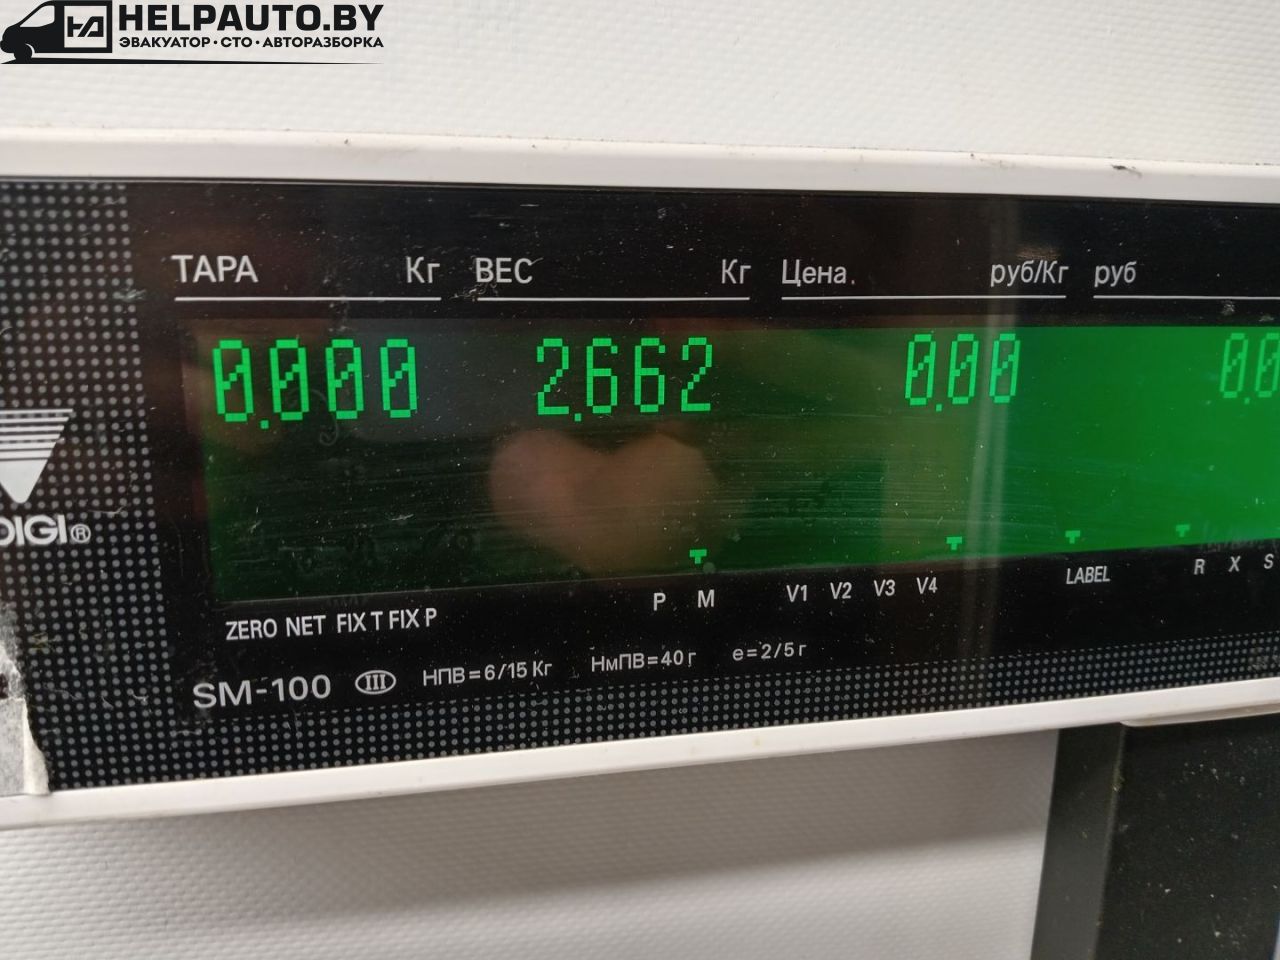 HELPAUTO.BY
ЭВАКУАТОР·СТО·АВТОРАЗБОРКА
ТАРА Кг ВЕС Кг Цена руб/Кг руб
0.000 2.662 0.00 0.0
DIGI®
P M V1 V2 V3 V4 LABEL R X S
ZERO NET FIX T FIX P
SM-100 III НПВ=6/15 Кг НмПВ=40 г e=2/5 г